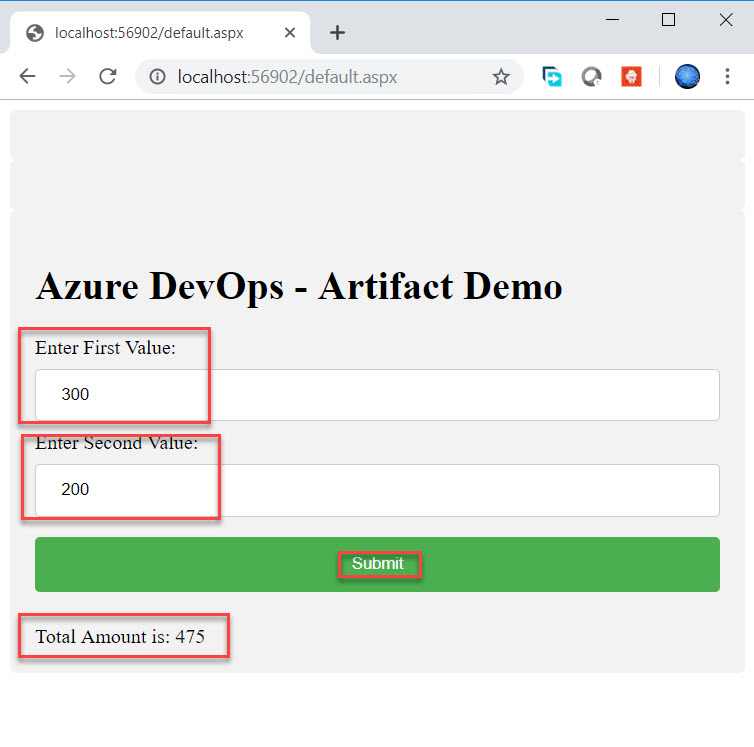 localhost:56902/default.aspx
localhost:56902/default.aspx
Azure DevOps - Artifact Demo
Enter First Value:
300
Enter Second Value:
200
Submit
Total Amount is: 475